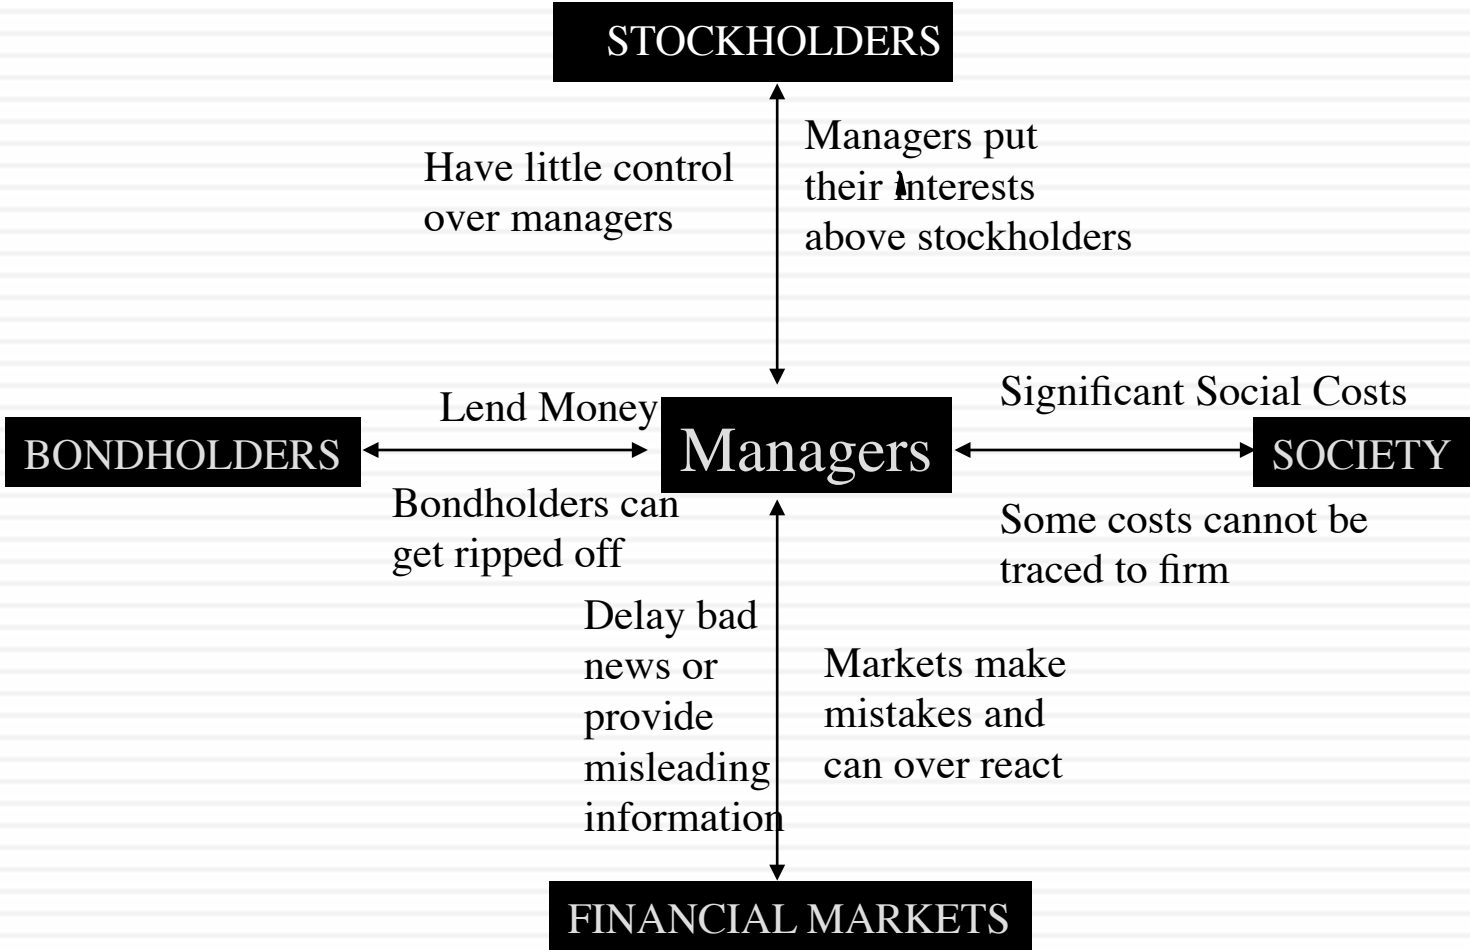 STOCKHOLDERS
Have little control
over managers
Managers put
their interests
above stockholders
Lend Money
Significant Social Costs
BONDHOLDERS
Managers
SOCIETY
Bondholders can
get ripped off
Some costs cannot be
traced to firm
Delay bad
news or
provide
misleading
information
Markets make
mistakes and
can over react
FINANCIAL MARKETS